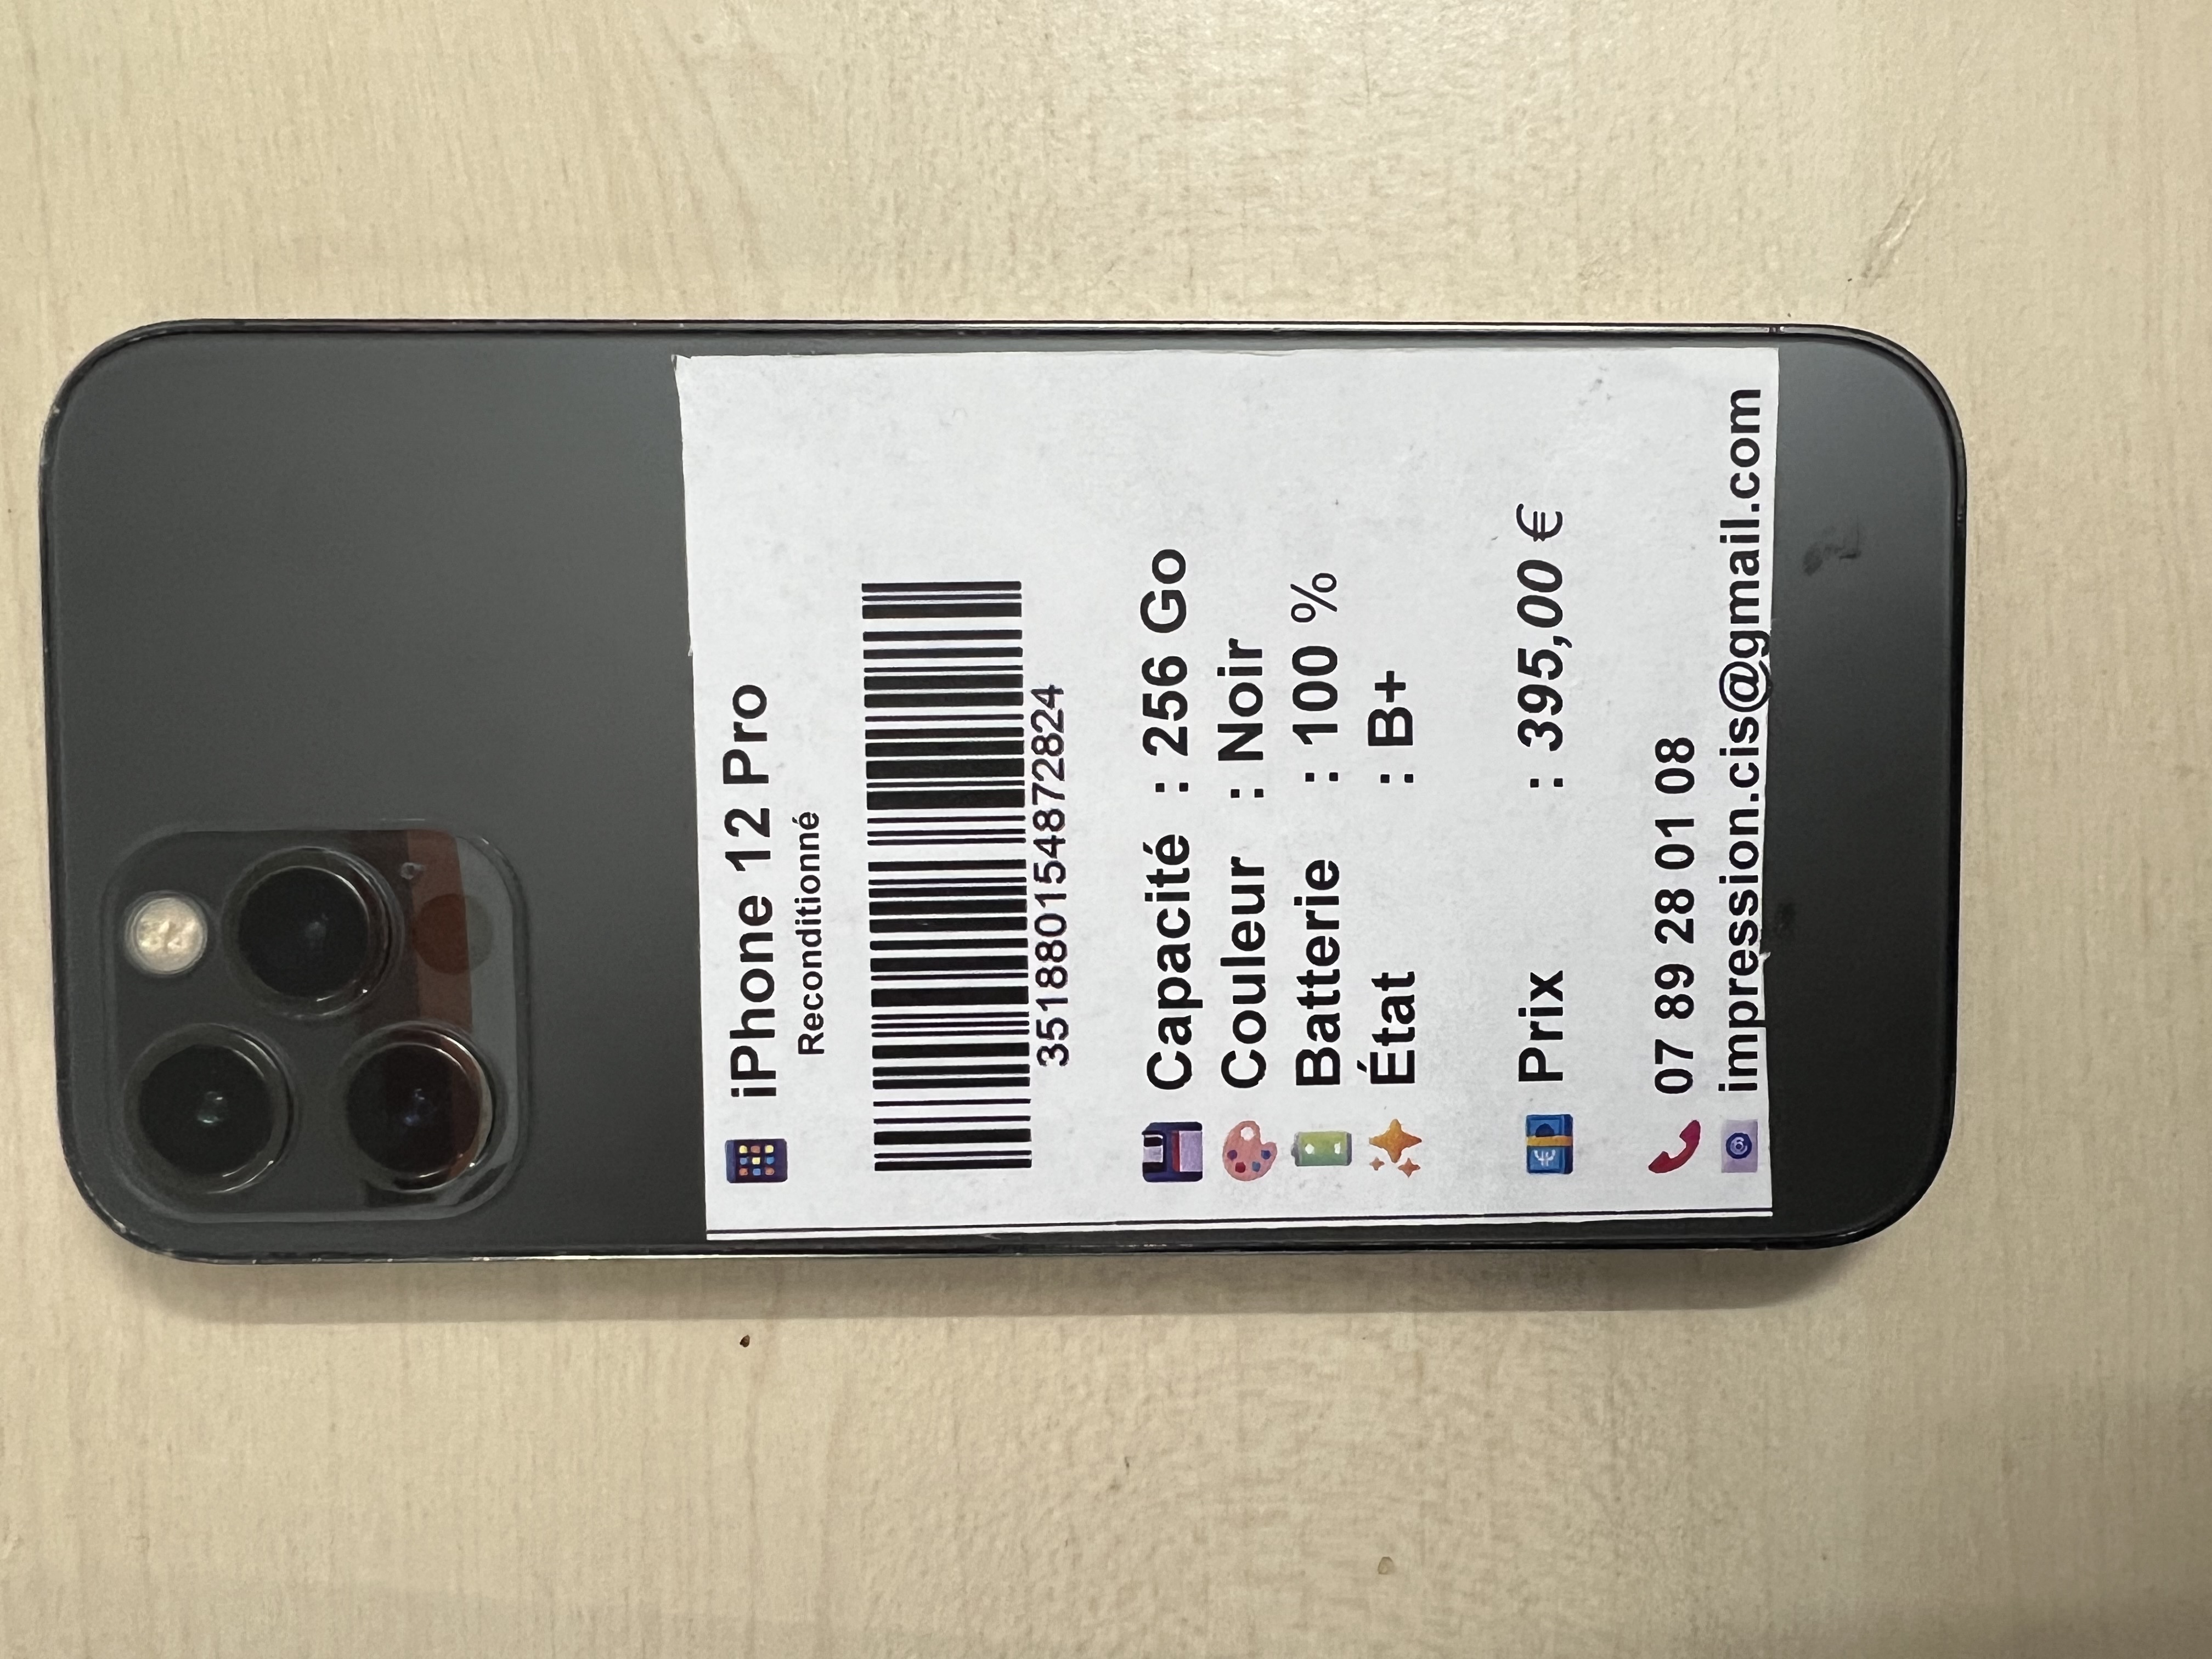 iPhone 12 Pro
Reconditionné
351880154872824
Capacité : 256 Go
Couleur : Noir
Batterie : 100 %
État : B+
Prix : 395,00 €
07 89 28 01 08
impression.cis@gmail.com